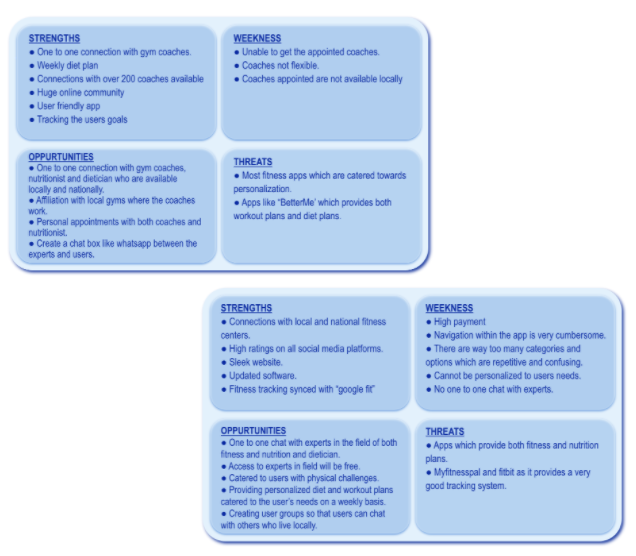 STRENGTHS
● One to one connection with gym coaches.
● Weekly diet plan
● Connections with over 200 coaches available
● Huge online community
● User friendly app
● Tracking the users goals
WEEKNESS
● Unable to get the appointed coaches.
● Coaches not flexible.
● Coaches appointed are not available locally
OPPURTUNITIES
● One to one connection with gym coaches,
nutritionist and dietician who are available
locally and nationally.
● Affiliation with local gyms where the coaches
work.
● Personal appointments with both coaches and
nutritionist.
● Create a chat box like whatsapp between the
experts and users.
THREATS
● Most fitness apps which are catered towards
personalization.
● Apps like “BetterMe’ which provides both
workout plans and diet plans.
STRENGTHS
● Connections with local and national fitness
centers.
● High ratings on all social media platforms.
● Sleek website.
● Updated software.
● Fitness tracking synced with “google fit”
WEEKNESS
● High payment
● Navigation within the app is very cumbersome.
● There are way too many categories and
options which are repetitive and confusing.
● Cannot be personalized to users needs.
● No one to one chat with experts.
OPPURTUNITIES
● One to one chat with experts in the field of both
fitness and nutrition and dietician.
● Access to experts in field will be free.
● Catered to users with physical challenges.
● Providing personalized diet and workout plans
catered to the user’s needs on a weekly basis.
● Creating user groups so that users can chat
with others who live locally.
THREATS
● Apps which provide both fitness and nutrition
plans.
● Myfitnesspal and fitbit as it provides a very
good tracking system.